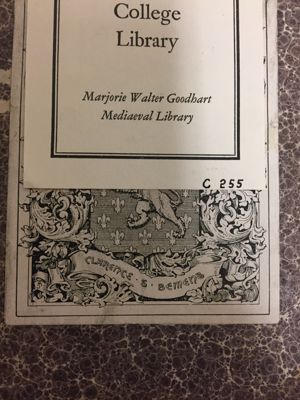 College
Library
Marjorie Walter Goodhart
Mediaeval Library
C 255
CLARENCE S. BEMENT